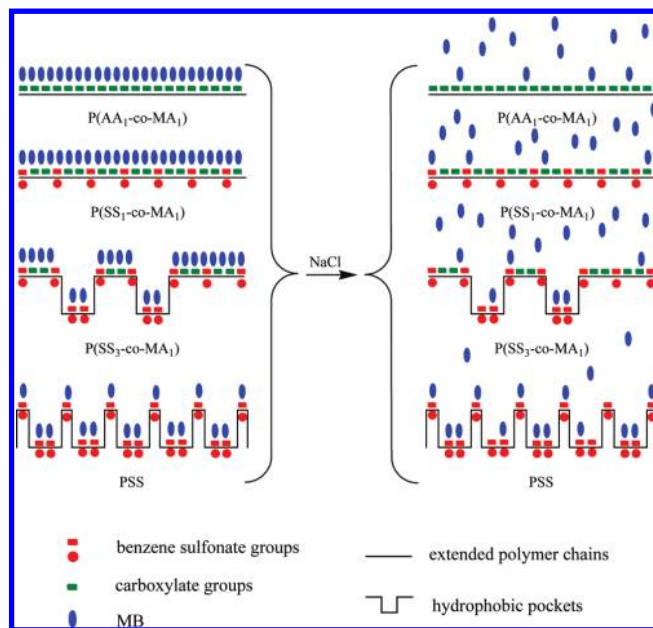 P(AA₁-co-MA₁)
P(SS₁-co-MA₁)
P(SS₃-co-MA₁)
PSS
NaCl
P(AA₁-co-MA₁)
P(SS₁-co-MA₁)
P(SS₃-co-MA₁)
PSS
benzene sulfonate groups
carboxylate groups
MB
extended polymer chains
hydrophobic pockets